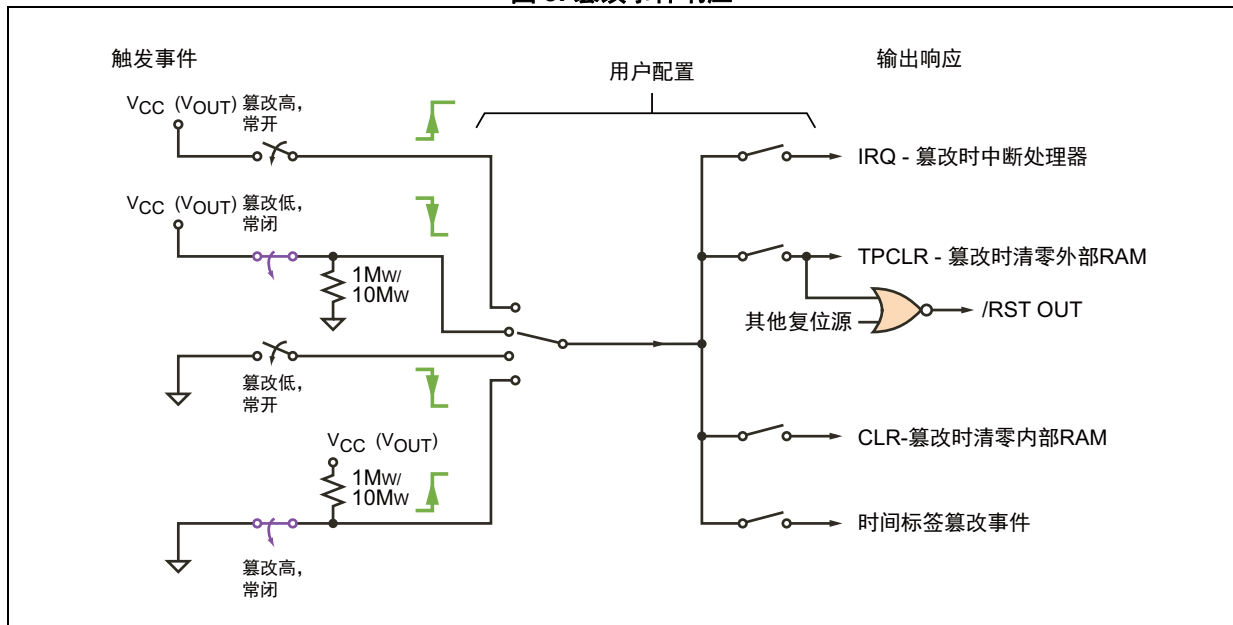 触发事件
用户配置
输出响应
VCC (VOUT) 篡改高，
常开
IRQ - 篡改时中断处理器
VCC (VOUT) 篡改低，
常闭
1MW/
10MW
TPCLR - 篡改时清零外部RAM
其他复位源
/RST OUT
篡改低，
常开
VCC (VOUT)
1MW/
10MW
CLR-篡改时清零内部RAM
时间标签篡改事件
篡改高，
常闭